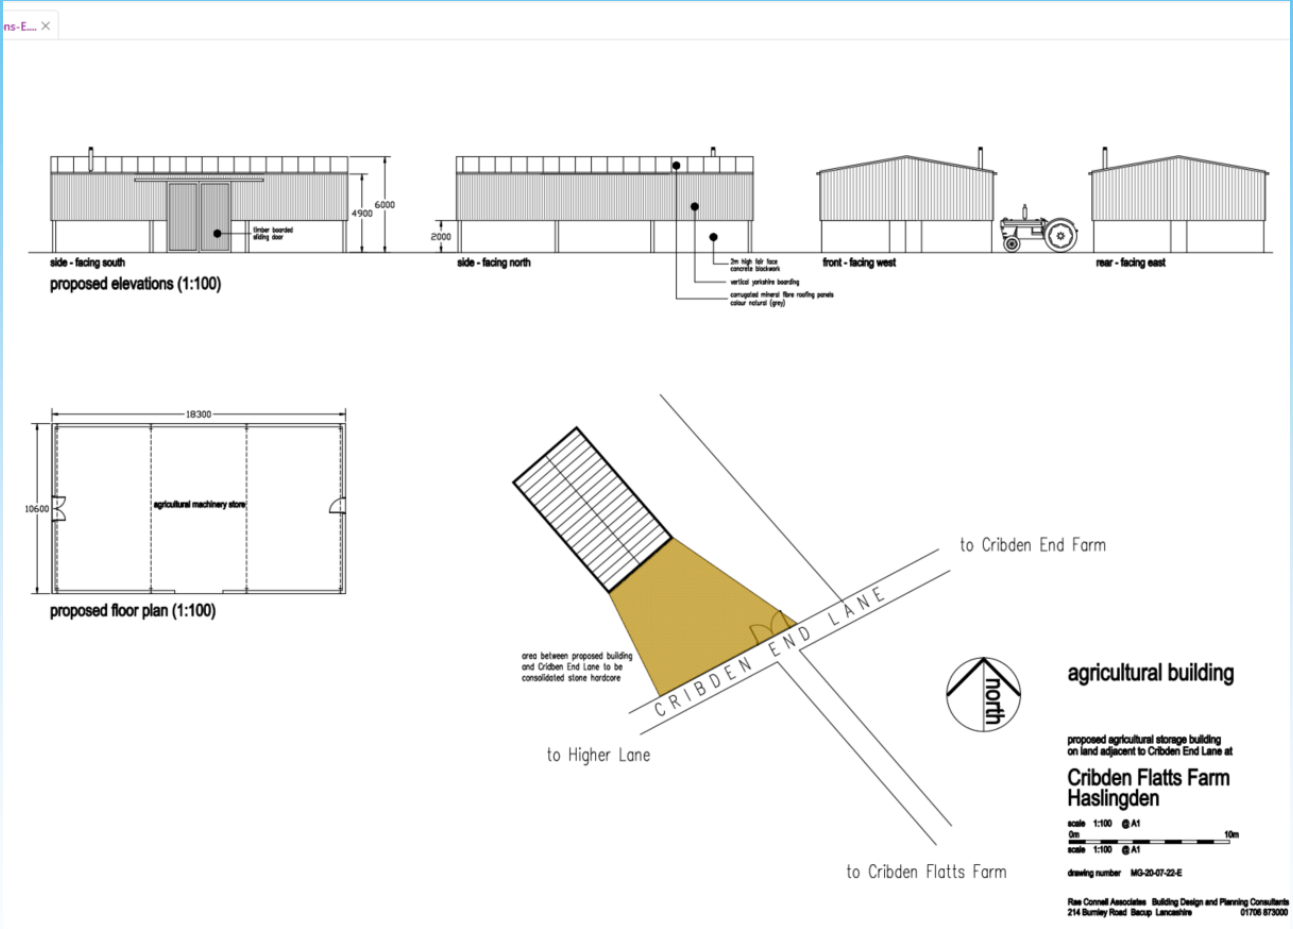 ns-E...
4900
6000
2000
timber boarded
sliding door
side - facing south
side - facing north
front - facing west
rear - facing east
proposed elevations (1:100)
2m high fair face
concrete blockwork
vertical yorkshire boarding
corrugated mineral fibre roofing panels
colour natural (grey)
18300
10600
agricultural machinery store
proposed floor plan (1:100)
to Cribden End Farm
CRIBDEN END LANE
area between proposed building
and Cridben End Lane to be
consolidated stone hardcore
to Higher Lane
to Cribden Flatts Farm
north
agricultural building
proposed agricultural storage building
on land adjacent to Cribden End Lane at
Cribden Flatts Farm
Haslingden
scale 1:100 @ A1
0m 10m
scale 1:100 @ A1
drawing number MG-20-07-22-E
Rae Connell Associates Building Design and Planning Consultants
214 Burnley Road Bacup Lancashire 01706 873000